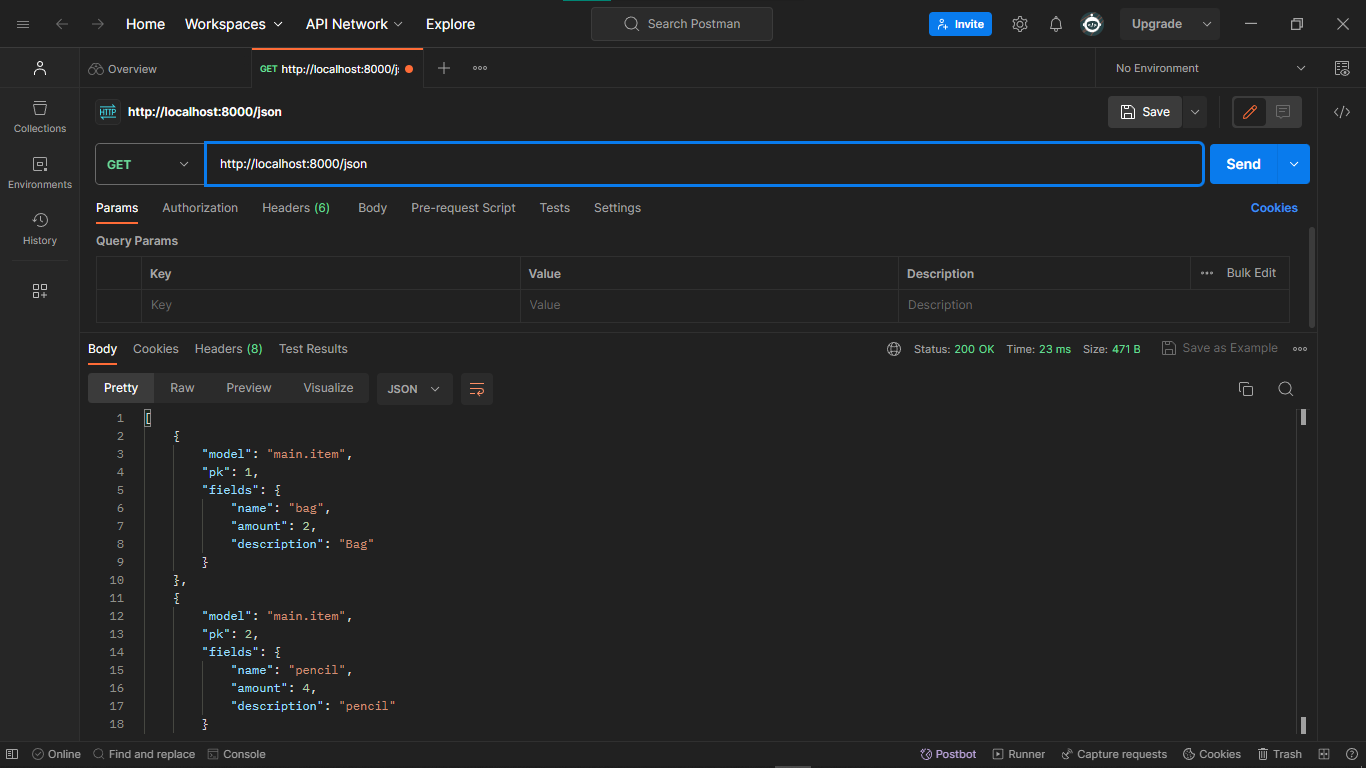 Home Workspaces API Network Explore Search Postman Invite Upgrade
Overview GET http://localhost:8000/j No Environment
HTTP http://localhost:8000/json Save
Collections
GET http://localhost:8000/json Send
Environments
Params Authorization Headers (6) Body Pre-request Script Tests Settings Cookies
History
Query Params
Key Value Description Bulk Edit
Key Value Description
Body Cookies Headers (8) Test Results Status: 200 OK Time: 23 ms Size: 471 B Save as Example
Pretty Raw Preview Visualize JSON
1 [
2 {
3 "model": "main.item",
4 "pk": 1,
5 "fields": {
6 "name": "bag",
7 "amount": 2,
8 "description": "Bag"
9 }
10 },
11 {
12 "model": "main.item",
13 "pk": 2,
14 "fields": {
15 "name": "pencil",
16 "amount": 4,
17 "description": "pencil"
18 }
Online Find and replace Console Postbot Runner Capture requests Cookies Trash